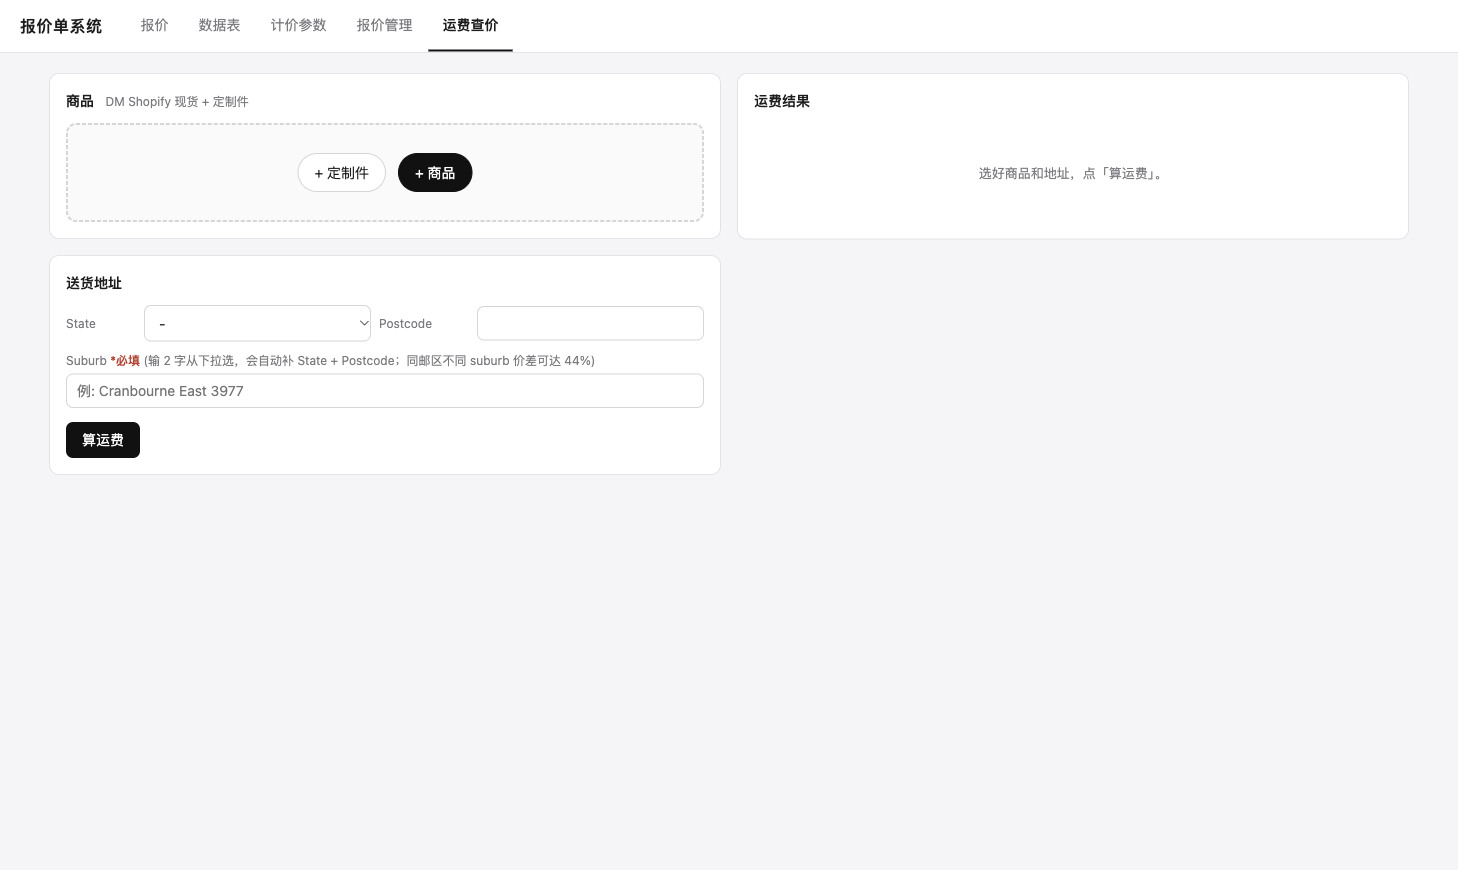 报价单系统 报价 数据表 计价参数 报价管理 运费查价
商品 DM Shopify 现货 + 定制件
+ 定制件 + 商品
送货地址
State - Postcode
Suburb *必填 (输 2 字从下拉选，会自动补 State + Postcode；同邮区不同 suburb 价差可达 44%)
例: Cranbourne East 3977
算运费
运费结果
选好商品和地址，点「算运费」。